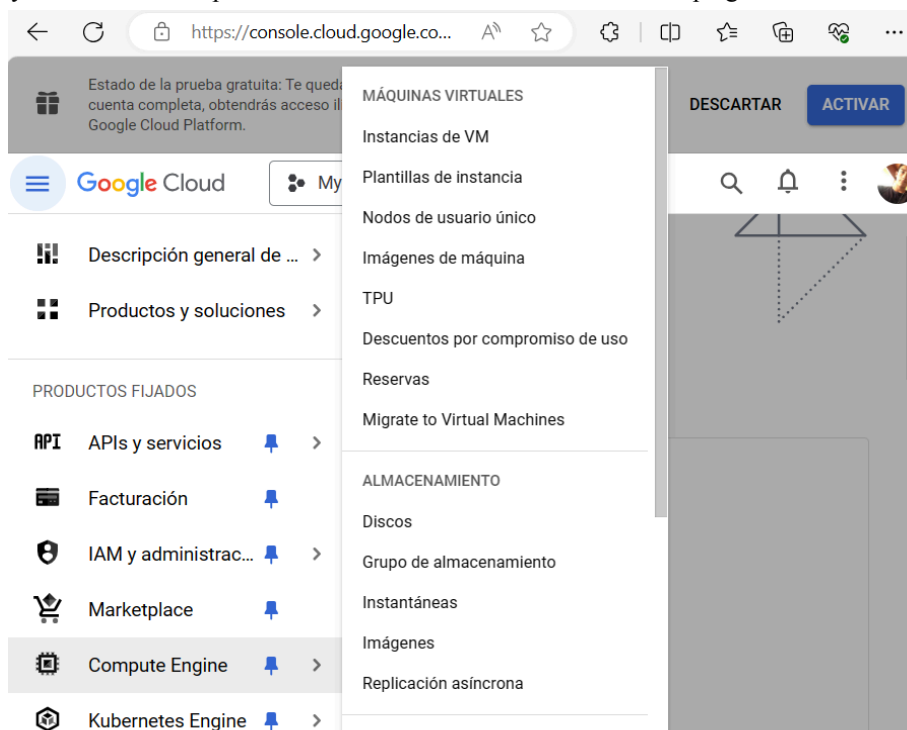 https://console.cloud.google.co...
Estado de la prueba gratuita: Te queda
cuenta completa, obtendrás acceso il
Google Cloud Platform.
DESCARTAR
ACTIVAR
Google Cloud
My
Descripción general de ...
Productos y soluciones
PRODUCTOS FIJADOS
API APIs y servicios
Facturación
IAM y administrac...
Marketplace
Compute Engine
Kubernetes Engine
MÁQUINAS VIRTUALES
Instancias de VM
Plantillas de instancia
Nodos de usuario único
Imágenes de máquina
TPU
Descuentos por compromiso de uso
Reservas
Migrate to Virtual Machines
ALMACENAMIENTO
Discos
Grupo de almacenamiento
Instantáneas
Imágenes
Replicación asíncrona